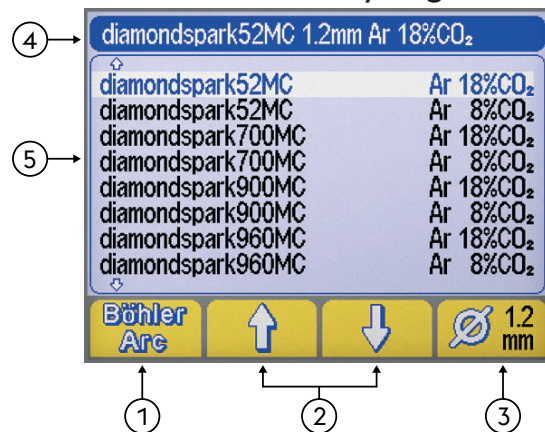 ④ diamondspark52MC 1.2mm Ar 18%CO₂
⑤
diamondspark52MC Ar 18%CO₂
diamondspark52MC Ar 8%CO₂
diamondspark700MC Ar 18%CO₂
diamondspark700MC Ar 8%CO₂
diamondspark900MC Ar 18%CO₂
diamondspark900MC Ar 8%CO₂
diamondspark960MC Ar 18%CO₂
diamondspark960MC Ar 8%CO₂
Böhler
Arc
Ø 1.2
mm
① ② ③